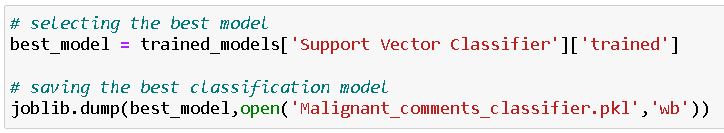 # selecting the best model
best_model = trained_models['Support Vector Classifier']['trained']
# saving the best classification model
joblib.dump(best_model,open('Malignant_comments_classifier.pkl','wb'))